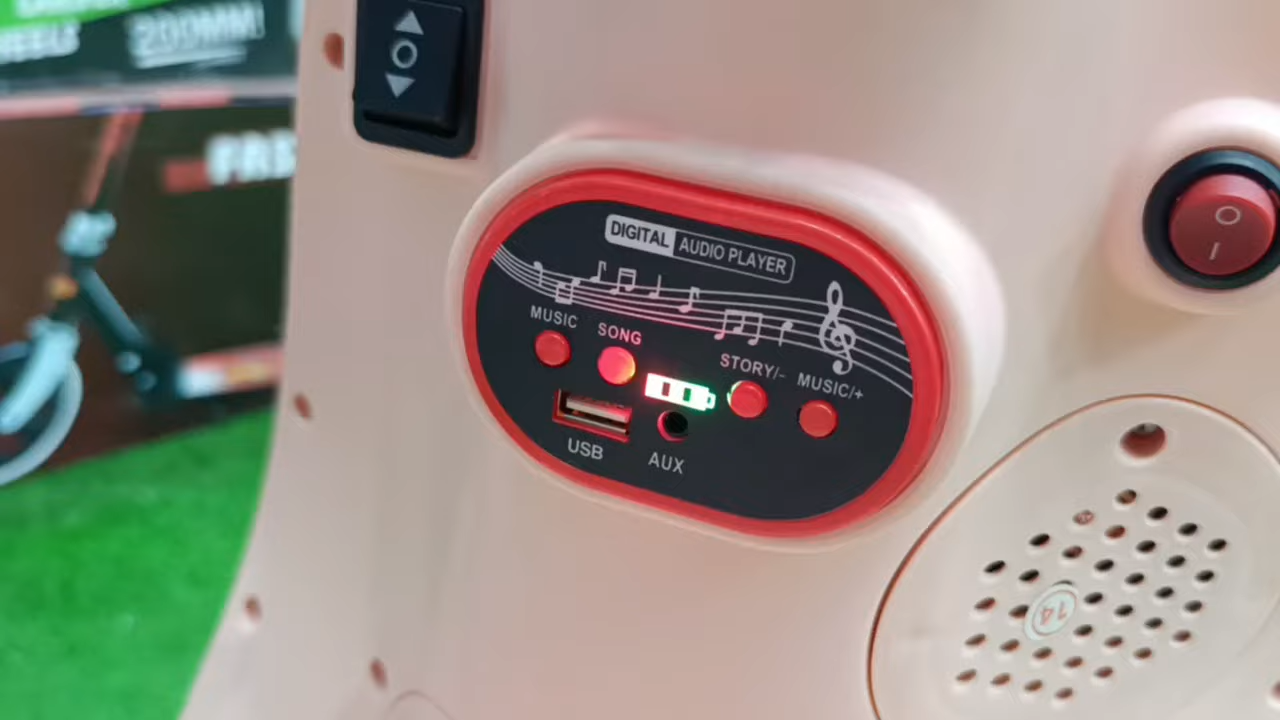 200MM
DIGITAL AUDIO PLAYER
MUSIC
SONG
STORY/-
MUSIC/+
USB
AUX
14